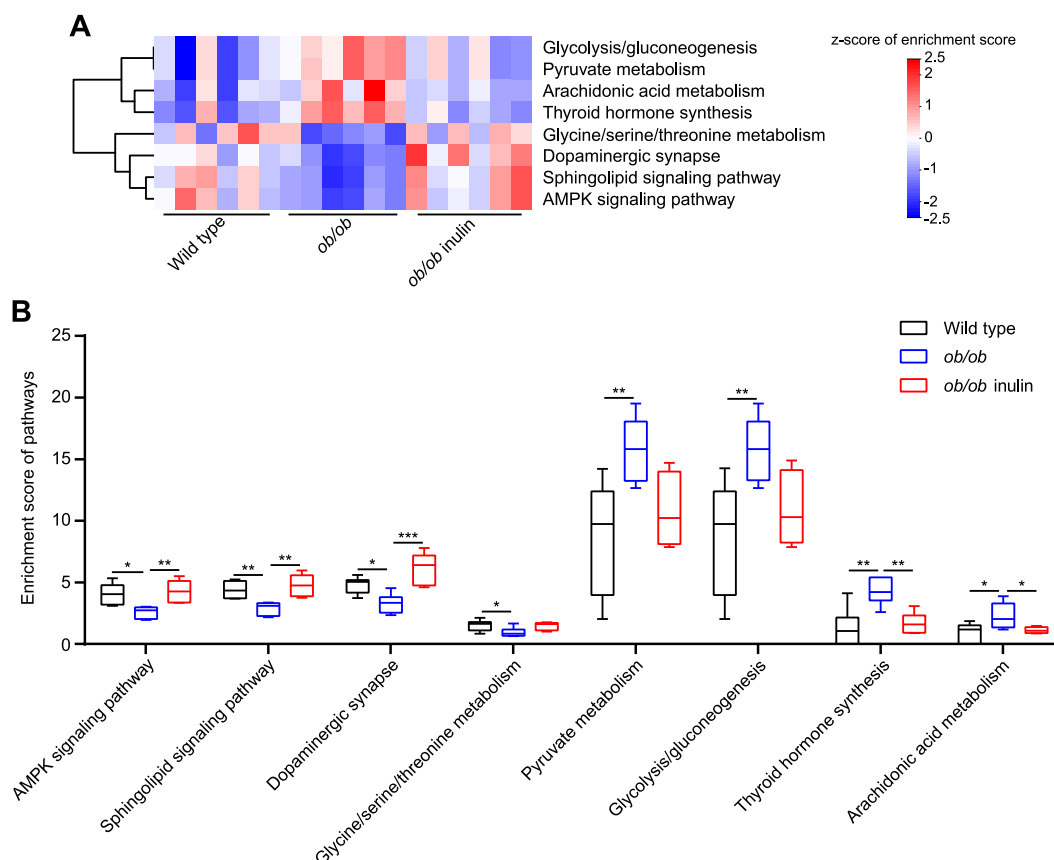 A
z-score of enrichment score
Glycolysis/gluconeogenesis
Pyruvate metabolism
Arachidonic acid metabolism
Thyroid hormone synthesis
Glycine/serine/threonine metabolism
Dopaminergic synapse
Sphingolipid signaling pathway
AMPK signaling pathway
2.5
2
1
0
-1
-2
-2.5
Wild type
ob/ob
ob/ob inulin
B
Enrichment score of pathways
25
20
15
10
5
0
Wild type
ob/ob
ob/ob inulin
* ** ** ** * *** * ** ** ** ** * *
AMPK signaling pathway
Sphingolipid signaling pathway
Dopaminergic synapse
Glycine/serine/threonine metabolism
Pyruvate metabolism
Glycolysis/gluconeogenesis
Thyroid hormone synthesis
Arachidonic acid metabolism